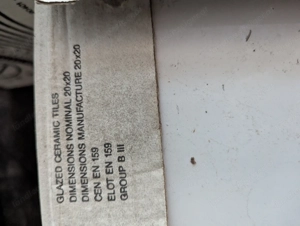 GLAZED CERAMIC TILES
DIMENSIONS NOMINAL 20x20
DIMENSIONS MANUFACTURE 20x20
CEN EN 159
ELOT EN 159
GROUP B III